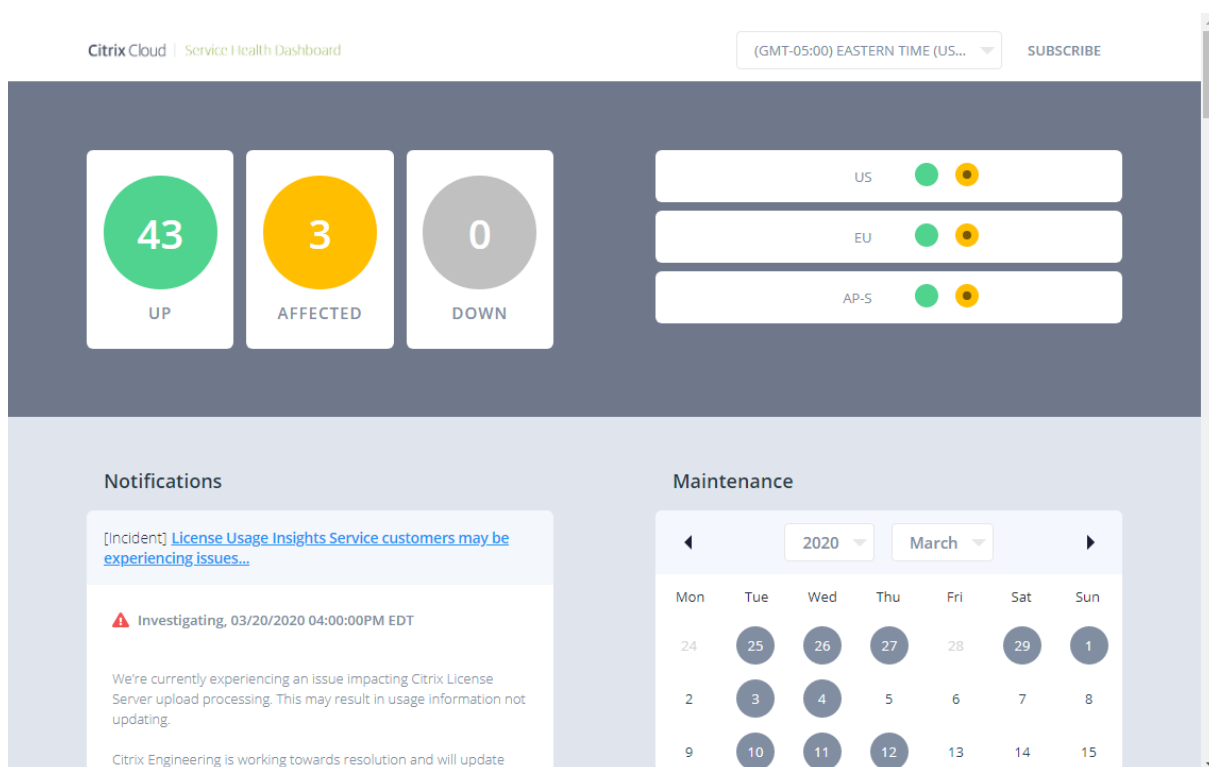 Citrix Cloud | Service Health Dashboard
(GMT-05:00) EASTERN TIME (US...
SUBSCRIBE
43
UP
3
AFFECTED
0
DOWN
US
EU
AP-S
Notifications
[Incident] License Usage Insights Service customers may be
experiencing issues...
Investigating, 03/20/2020 04:00:00PM EDT
We're currently experiencing an issue impacting Citrix License
Server upload processing. This may result in usage information not
updating.
Citrix Engineering is working towards resolution and will update
Maintenance
2020 March
Mon Tue Wed Thu Fri Sat Sun
24 25 26 27 28 29 1
2 3 4 5 6 7 8
9 10 11 12 13 14 15